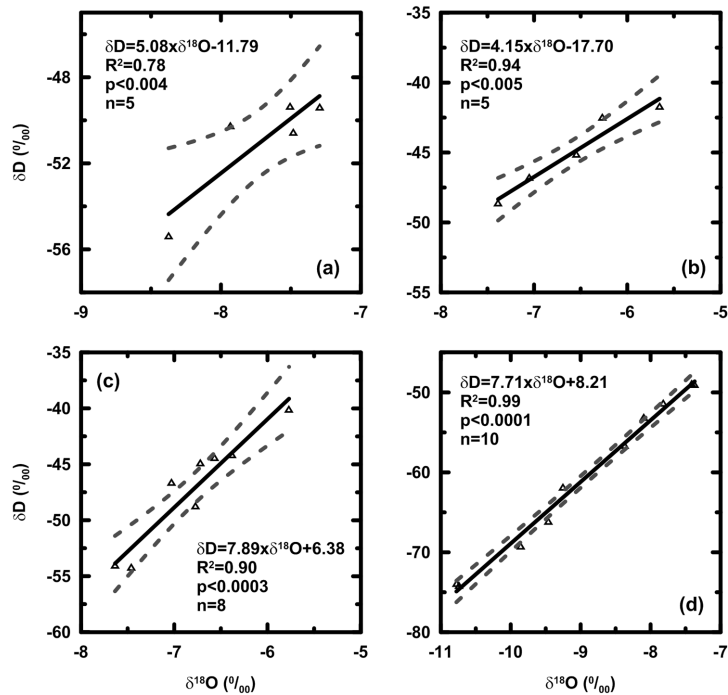 δD=5.08xδ¹⁸O-11.79
R²=0.78
p<0.004
n=5
-48
-52
-56
δD (⁰/₀₀)
(a)
-9
-8
-7
δD=4.15xδ¹⁸O-17.70
R²=0.94
p<0.005
n=5
-35
-40
-45
-50
-55
(b)
-8
-7
-6
-5
(c)
-35
-40
-45
-50
-55
-60
δD (⁰/₀₀)
δD=7.89xδ¹⁸O+6.38
R²=0.90
p<0.0003
n=8
-8
-7
-6
-5
δ¹⁸O (⁰/₀₀)
δD=7.71xδ¹⁸O+8.21
R²=0.99
p<0.0001
n=10
-50
-60
-70
-80
(d)
-11
-10
-9
-8
-7
δ¹⁸O (⁰/₀₀)